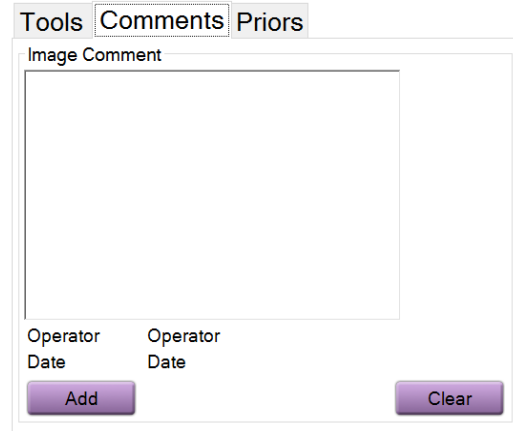 Tools Comments Priors
Image Comment
Operator Operator
Date Date
Add Clear